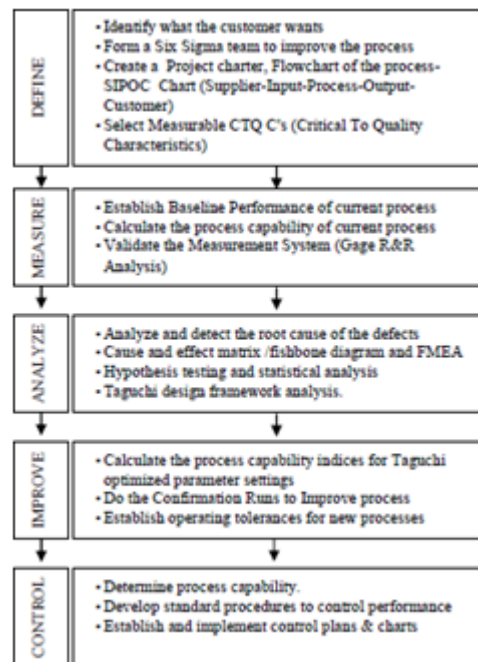 DEFINE
• Identify what the customer wants
• Form a Six Sigma team to improve the process
• Create a Project charter, Flowchart of the process-
SIPOC Chart (Supplier-Input-Process-Output-
Customer)
• Select Measurable CTQ C's (Critical To Quality
Characteristics)
MEASURE
• Establish Baseline Performance of current process
• Calculate the process capability of current process
• Validate the Measurement System (Gage R&R
Analysis)
ANALYZE
• Analyze and detect the root cause of the defects
• Cause and effect matrix /fishbone diagram and FMEA
• Hypothesis testing and statistical analysis
• Taguchi design framework analysis.
IMPROVE
• Calculate the process capability indices for Taguchi
optimized parameter settings
• Do the Confirmation Runs to Improve process
• Establish operating tolerances for new processes
CONTROL
• Determine process capability.
• Develop standard procedures to control performance
• Establish and implement control plans & charts